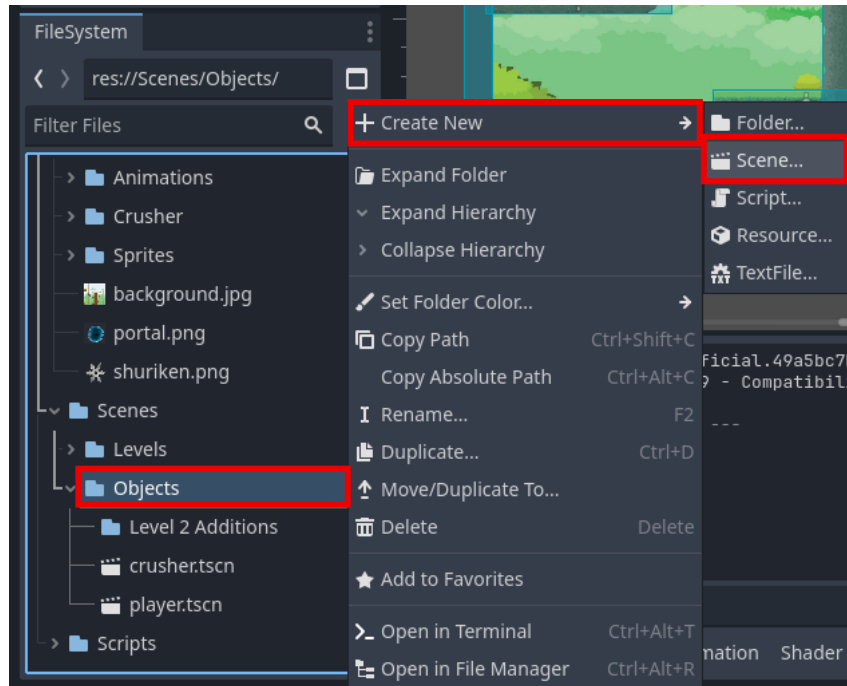 FileSystem
res://Scenes/Objects/
Filter Files
Animations
Crusher
Sprites
background.jpg
portal.png
shuriken.png
Scenes
Levels
Objects
Level 2 Additions
crusher.tscn
player.tscn
Scripts
Create New
Expand Folder
Expand Hierarchy
Collapse Hierarchy
Set Folder Color...
Copy Path Ctrl+Shift+C
Copy Absolute Path Ctrl+Alt+C
Rename... F2
Duplicate... Ctrl+D
Move/Duplicate To...
Delete Delete
Add to Favorites
Open in Terminal Ctrl+Alt+T
Open in File Manager Ctrl+Alt+R
Folder...
Scene...
Script...
Resource...
TextFile...
ficial.49a5bc7
9 - Compatibil
---
mation Shader